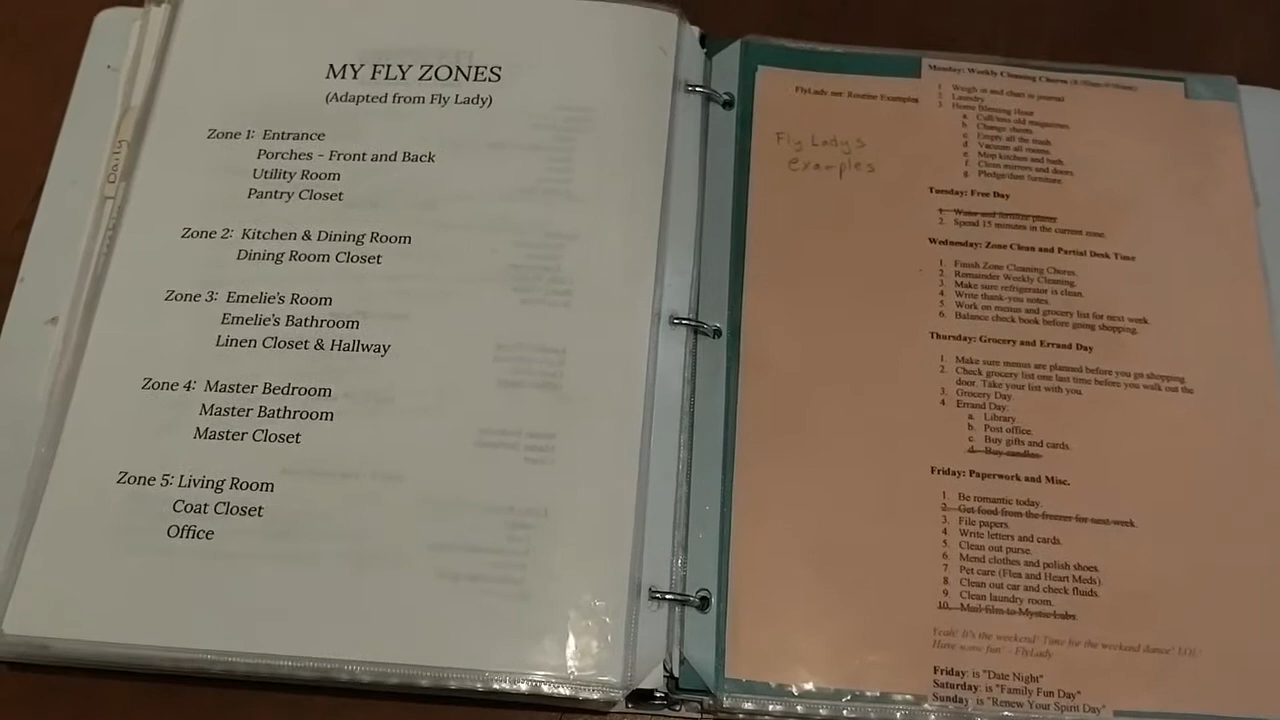 Daily
MY FLY ZONES
(Adapted from Fly Lady)
Zone 1: Entrance
Porches - Front and Back
Utility Room
Pantry Closet
Zone 2: Kitchen & Dining Room
Dining Room Closet
Zone 3: Emelie's Room
Emelie's Bathroom
Linen Closet & Hallway
Zone 4: Master Bedroom
Master Bathroom
Master Closet
Zone 5: Living Room
Coat Closet
Office
FlyLady.net: Routine Examples
Fly Lady's
examples
Monday: Weekly Cleaning Chores
1. Weigh in and chart in journal
2. Laundry
3. Home Blessing Hour
a. Cull/toss old magazines.
b. Change sheets.
c. Empty all the trash.
d. Vacuum all rooms.
e. Mop kitchen and bath.
f. Clean mirrors and doors.
g. Pledge/dust furniture.
Tuesday: Free Day
1. Water and fertilize plants
2. Spend 15 minutes in the current zone.
Wednesday: Zone Clean and Partial Desk Time
1. Finish Zone Cleaning Chores.
2. Remainder Weekly Cleaning.
3. Make sure refrigerator is clean.
4. Write thank-you notes.
5. Work on menus and grocery list for next week.
6. Balance check book before going shopping.
Thursday: Grocery and Errand Day
1. Make sure menus are planned before you go shopping.
2. Check grocery list one last time before you walk out the
door. Take your list with you.
3. Grocery Day.
4. Errand Day:
a. Library.
b. Post office.
c. Buy gifts and cards.
d. Buy candles.
Friday: Paperwork and Misc.
1. Be romantic today.
2. Get food from the freezer for next week.
3. File papers.
4. Write letters and cards.
5. Clean out purse.
6. Mend clothes and polish shoes.
7. Pet care (Flea and Heart Meds).
8. Clean out car and check fluids.
9. Clean laundry room.
10. Mail film to Mystic Labs.
Yeah! It's the weekend! Time for the weekend dance! LOL!
Have some fun! - FlyLady
Friday: is "Date Night"
Saturday: is "Family Fun Day"
Sunday is "Renew Your Spirit Day"